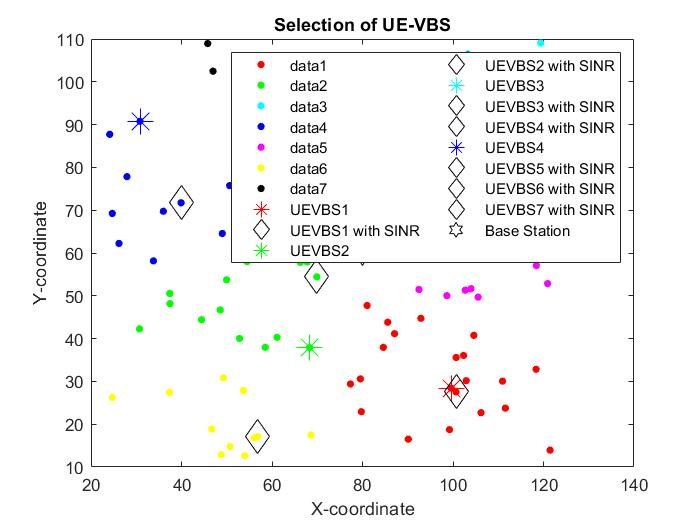 Selection of UE-VBS
110
100
90
80
70
60
50
40
30
20
10
Y-coordinate
data1
data2
data3
data4
data5
data6
data7
UEVBS1
UEVBS1 with SINR
UEVBS2
UEVBS2 with SINR
UEVBS3
UEVBS3 with SINR
UEVBS4 with SINR
UEVBS4
UEVBS5 with SINR
UEVBS6 with SINR
UEVBS7 with SINR
Base Station
20 40 60 80 100 120 140
X-coordinate